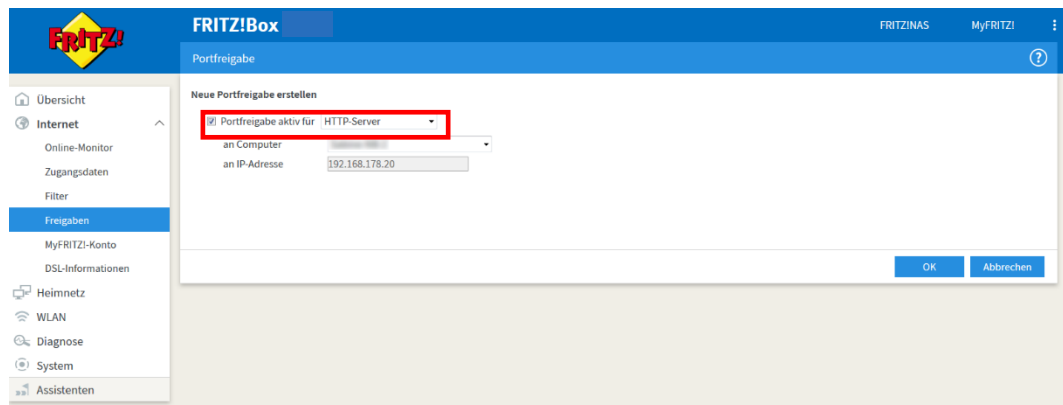 FRITZ!
FRITZ!Box
FRITZ!NAS
MyFRITZ!
Portfreigabe
Übersicht
Internet
Online-Monitor
Zugangsdaten
Filter
Freigaben
MyFRITZ!-Konto
DSL-Informationen
Heimnetz
WLAN
Diagnose
System
Assistenten
Neue Portfreigabe erstellen
Portfreigabe aktiv für HTTP-Server
an Computer
an IP-Adresse 192.168.178.20
OK Abbrechen